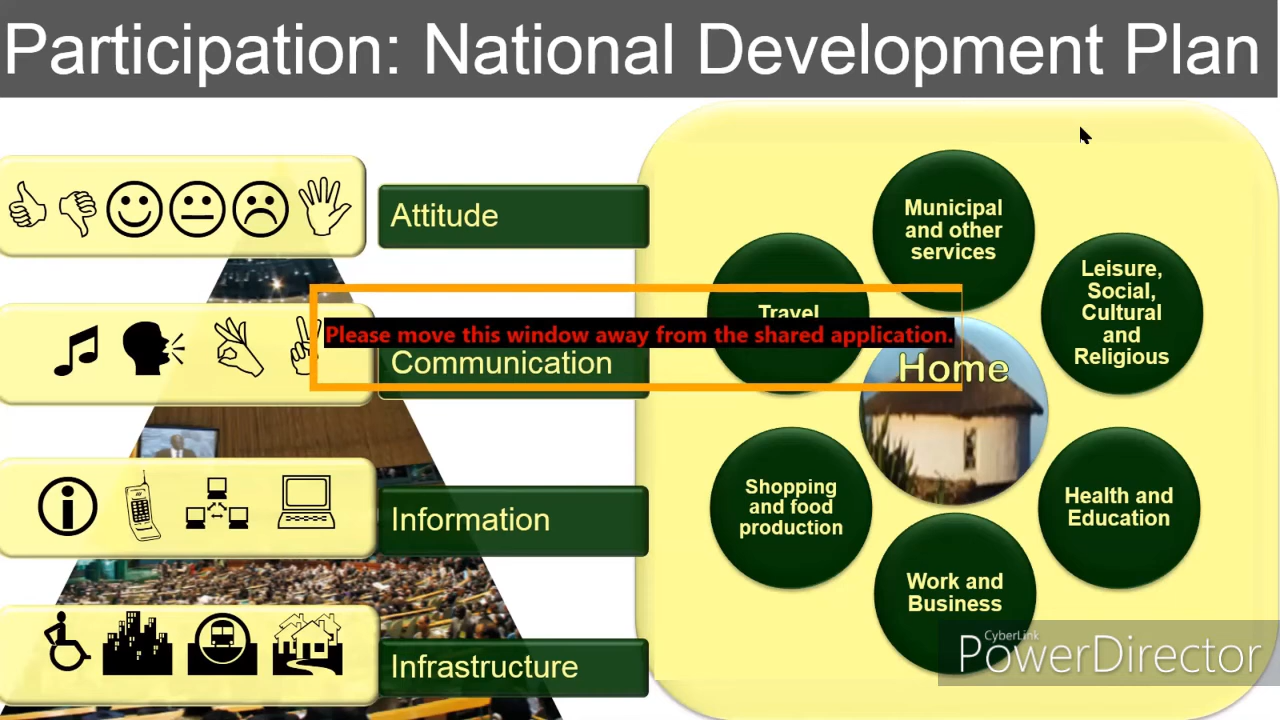 Participation: National Development Plan
Attitude
Please move this window away from the shared application.
Communication
Information
Infrastructure
Municipal
and other
services
Travel
Leisure,
Social,
Cultural
and
Religious
Home
Shopping
and food
production
Health and
Education
Work and
Business
CyberLink
PowerDirector